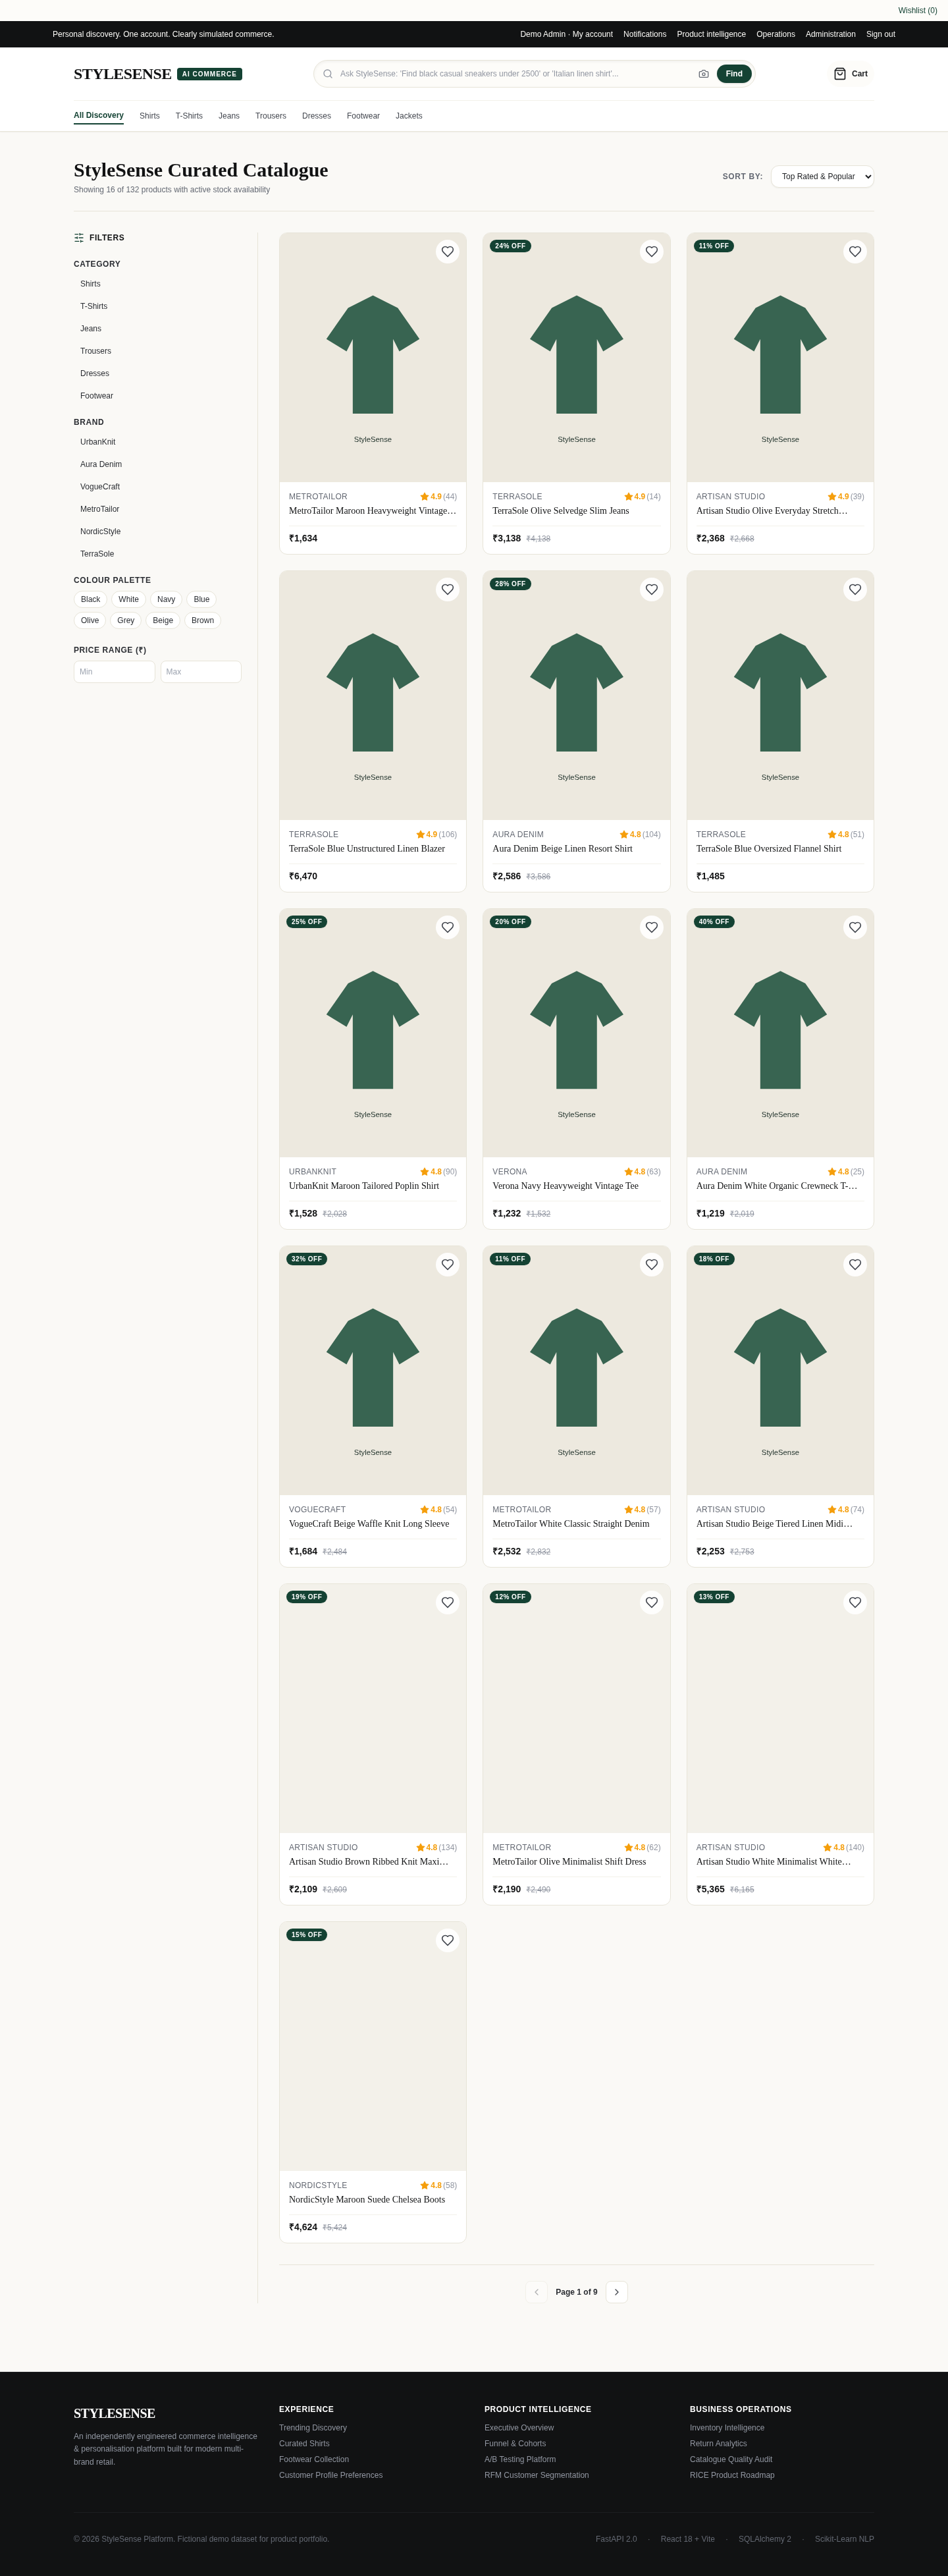 Wishlist (0)
Personal discovery. One account. Clearly simulated commerce.
Demo Admin · My account Notifications Product intelligence Operations Administration Sign out
STYLESENSE AI COMMERCE
Ask StyleSense: 'Find black casual sneakers under 2500' or 'Italian linen shirt'...
Find
Cart
All Discovery Shirts T-Shirts Jeans Trousers Dresses Footwear Jackets
StyleSense Curated Catalogue
Showing 16 of 132 products with active stock availability
SORT BY: Top Rated & Popular
FILTERS
CATEGORY
Shirts
T-Shirts
Jeans
Trousers
Dresses
Footwear
BRAND
UrbanKnit
Aura Denim
VogueCraft
MetroTailor
NordicStyle
TerraSole
COLOUR PALETTE
Black White Navy Blue
Olive Grey Beige Brown
PRICE RANGE (₹)
Min Max
StyleSense
METROTAILOR 4.9 (44)
MetroTailor Maroon Heavyweight Vintage…
₹1,634
24% OFF
StyleSense
TERRASOLE 4.9 (14)
TerraSole Olive Selvedge Slim Jeans
₹3,138 ₹4,138
11% OFF
StyleSense
ARTISAN STUDIO 4.9 (39)
Artisan Studio Olive Everyday Stretch…
₹2,368 ₹2,668
StyleSense
TERRASOLE 4.9 (106)
TerraSole Blue Unstructured Linen Blazer
₹6,470
28% OFF
StyleSense
AURA DENIM 4.8 (104)
Aura Denim Beige Linen Resort Shirt
₹2,586 ₹3,586
StyleSense
TERRASOLE 4.8 (51)
TerraSole Blue Oversized Flannel Shirt
₹1,485
25% OFF
StyleSense
URBANKNIT 4.8 (90)
UrbanKnit Maroon Tailored Poplin Shirt
₹1,528 ₹2,028
20% OFF
StyleSense
VERONA 4.8 (63)
Verona Navy Heavyweight Vintage Tee
₹1,232 ₹1,532
40% OFF
StyleSense
AURA DENIM 4.8 (25)
Aura Denim White Organic Crewneck T-…
₹1,219 ₹2,019
32% OFF
StyleSense
VOGUECRAFT 4.8 (54)
VogueCraft Beige Waffle Knit Long Sleeve
₹1,684 ₹2,484
11% OFF
StyleSense
METROTAILOR 4.8 (57)
MetroTailor White Classic Straight Denim
₹2,532 ₹2,832
18% OFF
StyleSense
ARTISAN STUDIO 4.8 (74)
Artisan Studio Beige Tiered Linen Midi…
₹2,253 ₹2,753
19% OFF
ARTISAN STUDIO 4.8 (134)
Artisan Studio Brown Ribbed Knit Maxi…
₹2,109 ₹2,609
12% OFF
METROTAILOR 4.8 (62)
MetroTailor Olive Minimalist Shift Dress
₹2,190 ₹2,490
13% OFF
ARTISAN STUDIO 4.8 (140)
Artisan Studio White Minimalist White…
₹5,365 ₹6,165
15% OFF
NORDICSTYLE 4.8 (58)
NordicStyle Maroon Suede Chelsea Boots
₹4,624 ₹5,424
Page 1 of 9
STYLESENSE
An independently engineered commerce intelligence
& personalisation platform built for modern multi-
brand retail.
EXPERIENCE
Trending Discovery
Curated Shirts
Footwear Collection
Customer Profile Preferences
PRODUCT INTELLIGENCE
Executive Overview
Funnel & Cohorts
A/B Testing Platform
RFM Customer Segmentation
BUSINESS OPERATIONS
Inventory Intelligence
Return Analytics
Catalogue Quality Audit
RICE Product Roadmap
© 2026 StyleSense Platform. Fictional demo dataset for product portfolio.
FastAPI 2.0 · React 18 + Vite · SQLAlchemy 2 · Scikit-Learn NLP